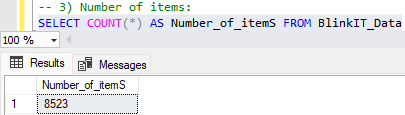 -- 3) Number of items:
SELECT COUNT(*) AS Number_of_itemS FROM BlinkIT_Data
100 %
Results Messages
Number_of_itemS
1 8523